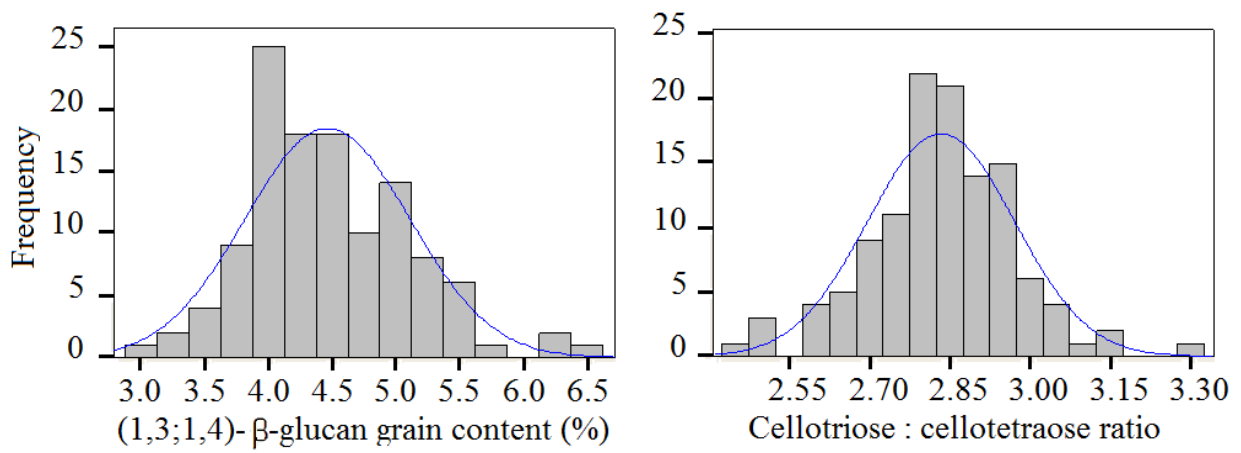 Frequency
25
20
15
10
5
0
3.0 3.5 4.0 4.5 5.0 5.5 6.0 6.5
(1,3;1,4)- β-glucan grain content (%)
25
20
15
10
5
0
2.55 2.70 2.85 3.00 3.15 3.30
Cellotriose : cellotetraose ratio